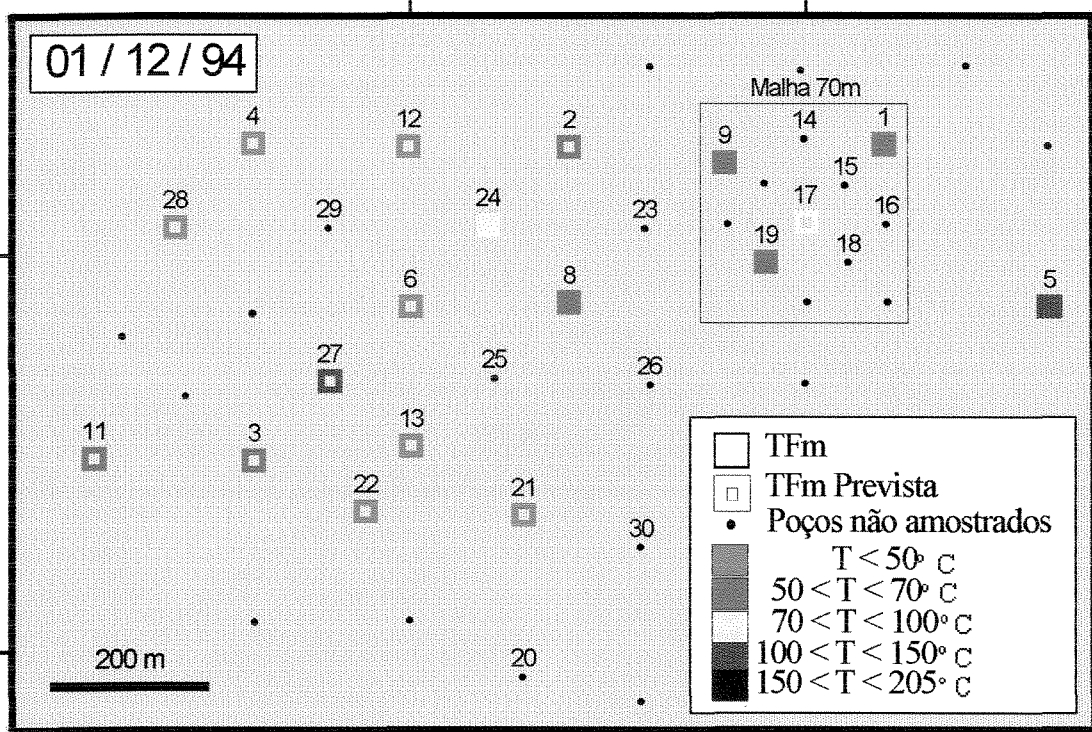 01 / 12 / 94
Malha 70m
4
12
2
9
14
1
15
28
29
24
23
17
16
19
18
6
8
5
27
25
26
11
3
13
22
21
30
20
200 m
TFm
TFm Prevista
Poços não amostrados
T < 50° C
50 < T < 70° C
70 < T < 100° C
100 < T < 150° C
150 < T < 205° C